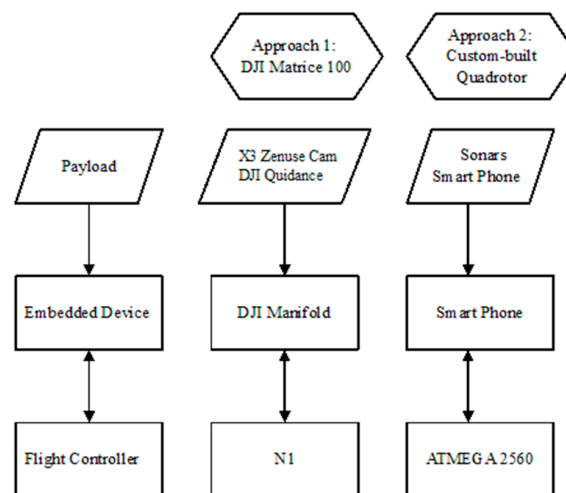 Approach 1:
DJI Matrice 100
Approach 2:
Custom-built
Quadrotor
Payload
X3 Zenuse Cam
DJI Quidance
Sonars
Smart Phone
Embedded Device
DJI Manifold
Smart Phone
Flight Controller
N1
ATMEGA 2560